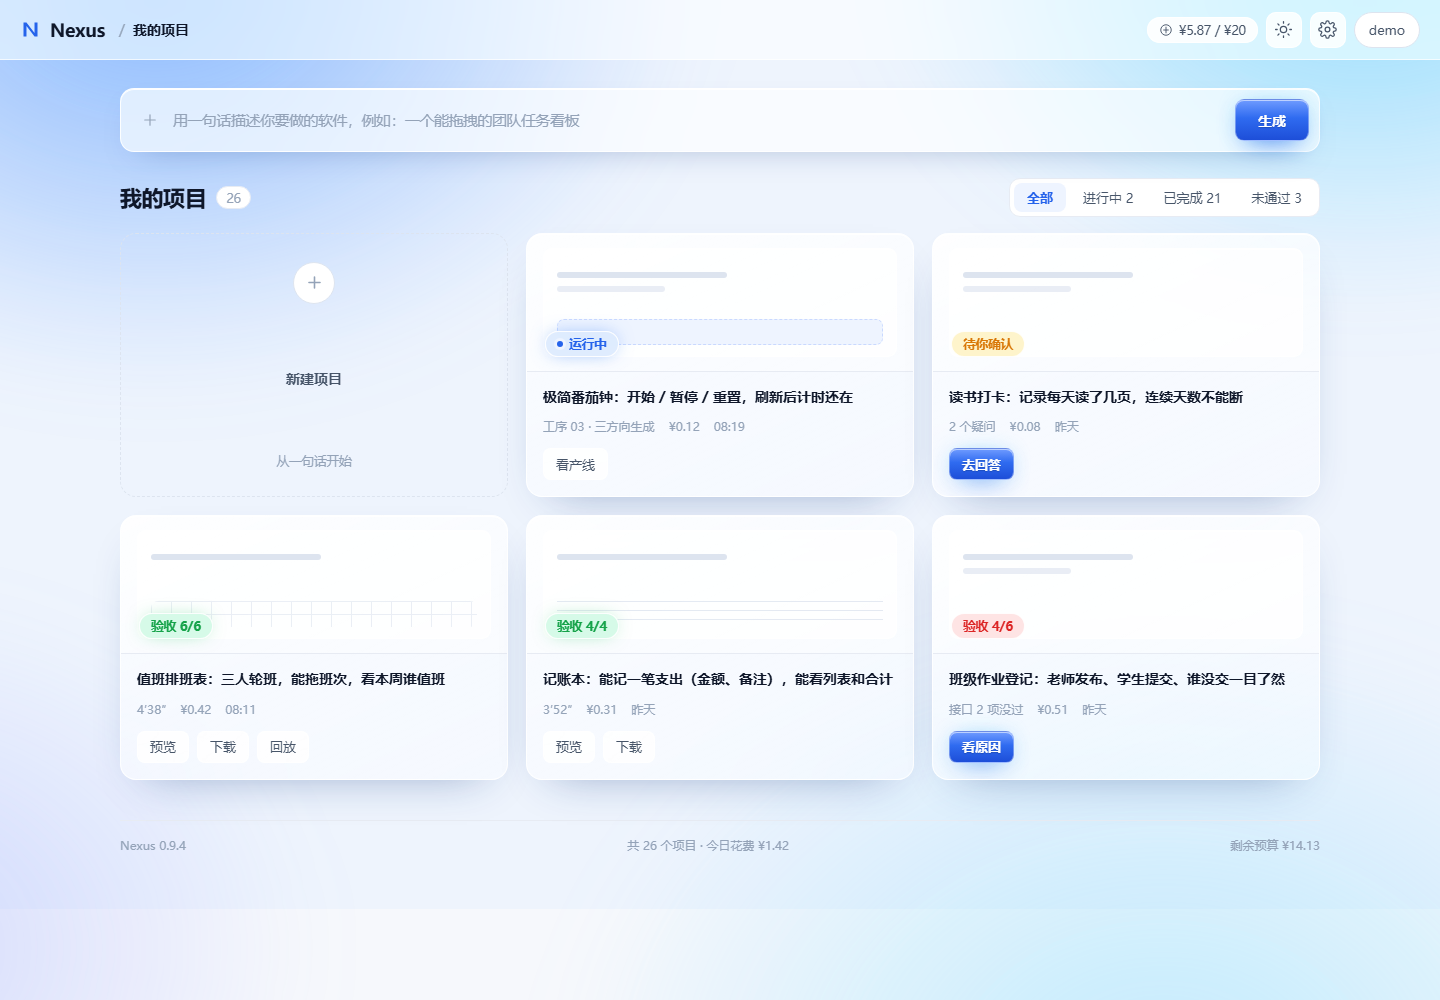 Nexus / 我的项目
¥5.87 / ¥20
demo
用一句话描述你要做的软件，例如：一个能拖拽的团队任务看板
生成
我的项目 26
全部 进行中 2 已完成 21 未通过 3
新建项目
从一句话开始
运行中
极简番茄钟：开始 / 暂停 / 重置，刷新后计时还在
工序 03 · 三方向生成 ¥0.12 08:19
看产线
待你确认
读书打卡：记录每天读了几页，连续天数不能断
2 个疑问 ¥0.08 昨天
去回答
验收 6/6
值班排班表：三人轮班，能拖班次，看本周谁值班
4'38" ¥0.42 08:11
预览 下载 回放
验收 4/4
记账本：能记一笔支出（金额、备注），能看列表和合计
3'52" ¥0.31 昨天
预览 下载
验收 4/6
班级作业登记：老师发布、学生提交、谁没交一目了然
接口 2 项没过 ¥0.51 昨天
看原因
Nexus 0.9.4
共 26 个项目 · 今日花费 ¥1.42
剩余预算 ¥14.13